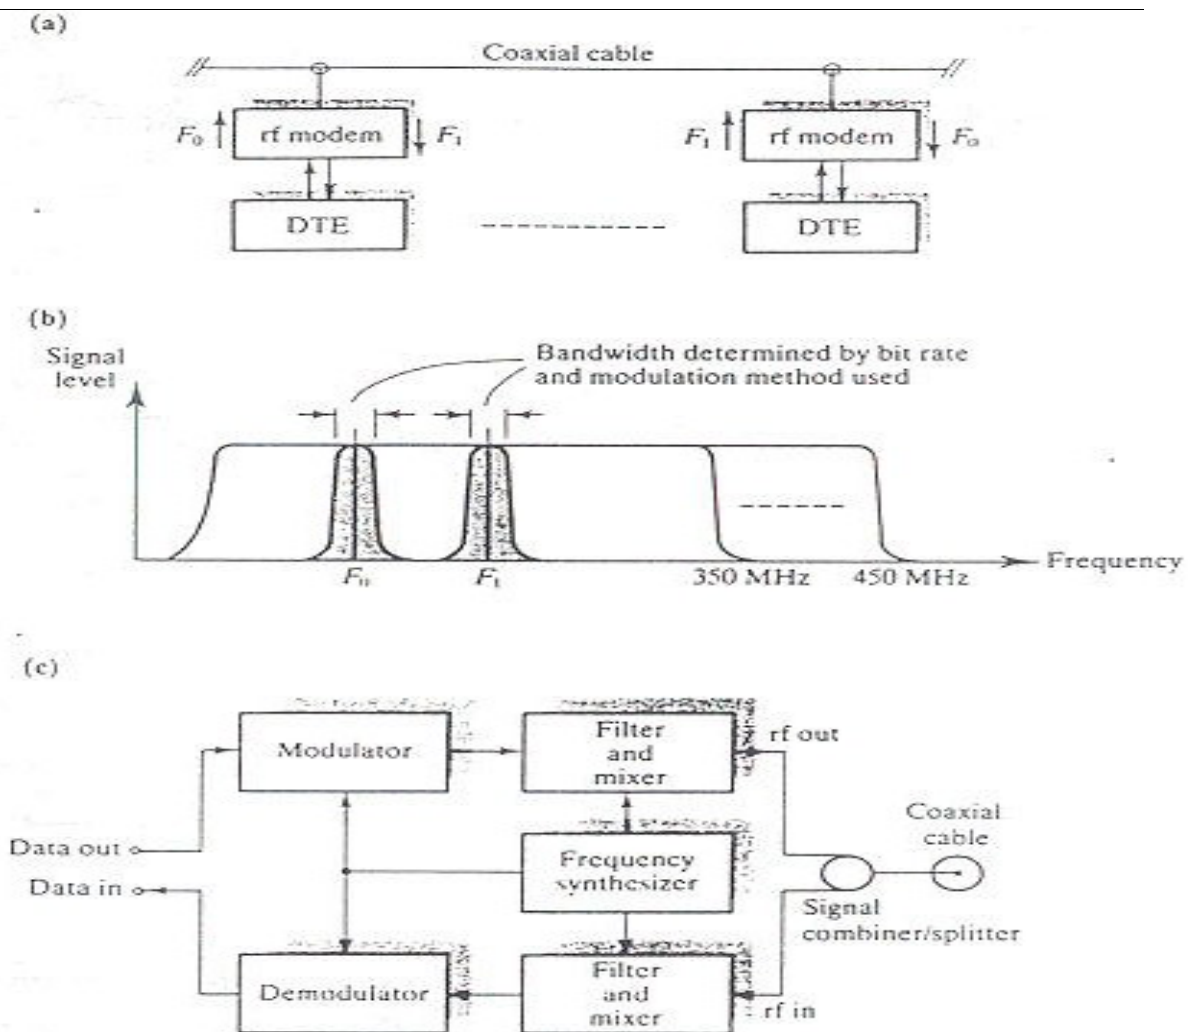 (a)
Coaxial cable
F₀ rf modem F₁
F₁ rf modem F₀
DTE
DTE
(b)
Signal
level
Bandwidth determined by bit rate
and modulation method used
F₀
F₁
350 MHz
450 MHz
Frequency
(c)
Modulator
Filter
and
mixer
rf out
Coaxial
cable
Data out
Data in
Frequency
synthesizer
Signal
combiner/splitter
Demodulator
Filter
and
mixer
rf in